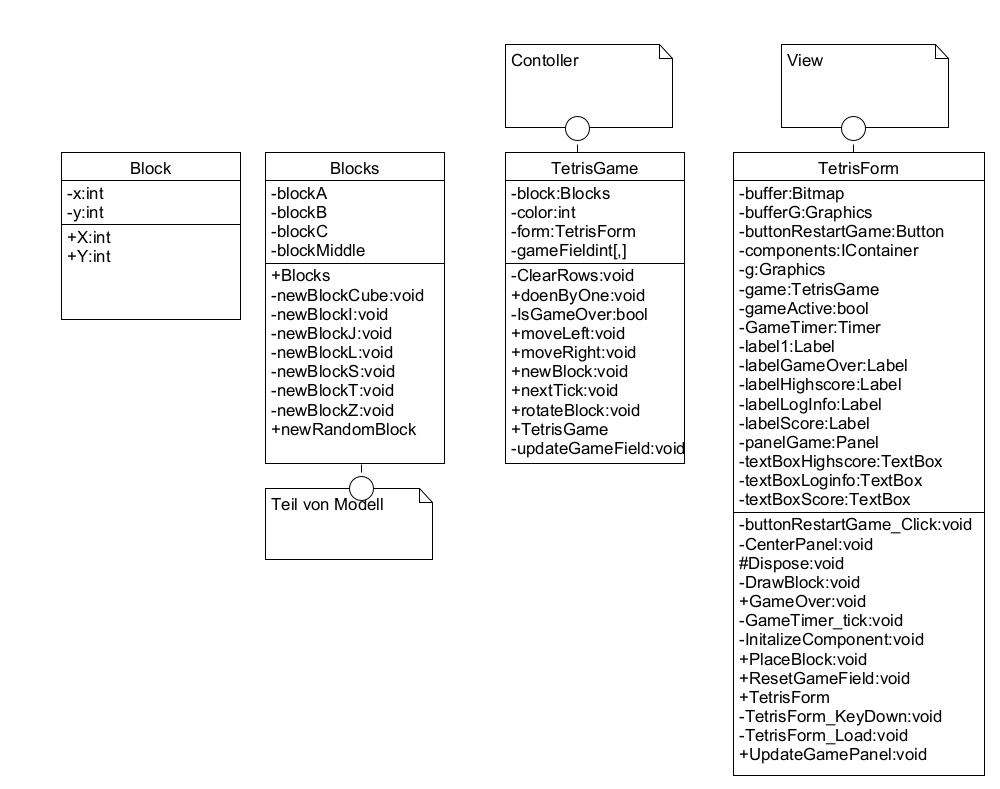 Contoller
View
Block
-x:int
-y:int
+X:int
+Y:int
Blocks
-blockA
-blockB
-blockC
-blockMiddle
+Blocks
-newBlockCube:void
-newBlockI:void
-newBlockJ:void
-newBlockL:void
-newBlockS:void
-newBlockT:void
-newBlockZ:void
+newRandomBlock
Teil von Modell
TetrisGame
-block:Blocks
-color:int
-form:TetrisForm
-gameFieldint[,]
-ClearRows:void
+doenByOne:void
-IsGameOver:bool
+moveLeft:void
+moveRight:void
+newBlock:void
+nextTick:void
+rotateBlock:void
+TetrisGame
-updateGameField:void
TetrisForm
-buffer:Bitmap
-bufferG:Graphics
-buttonRestartGame:Button
-components:IContainer
-g:Graphics
-game:TetrisGame
-gameActive:bool
-GameTimer:Timer
-label1:Label
-labelGameOver:Label
-labelHighscore:Label
-labelLogInfo:Label
-labelScore:Label
-panelGame:Panel
-textBoxHighscore:TextBox
-textBoxLoginfo:TextBox
-textBoxScore:TextBox
-buttonRestartGame_Click:void
-CenterPanel:void
#Dispose:void
-DrawBlock:void
+GameOver:void
-GameTimer_tick:void
-InitalizeComponent:void
+PlaceBlock:void
+ResetGameField:void
+TetrisForm
-TetrisForm_KeyDown:void
-TetrisForm_Load:void
+UpdateGamePanel:void